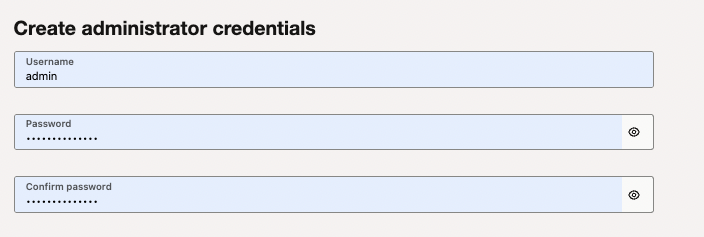 Create administrator credentials
Username
admin
Password
••••••••••••••
Confirm password
••••••••••••••